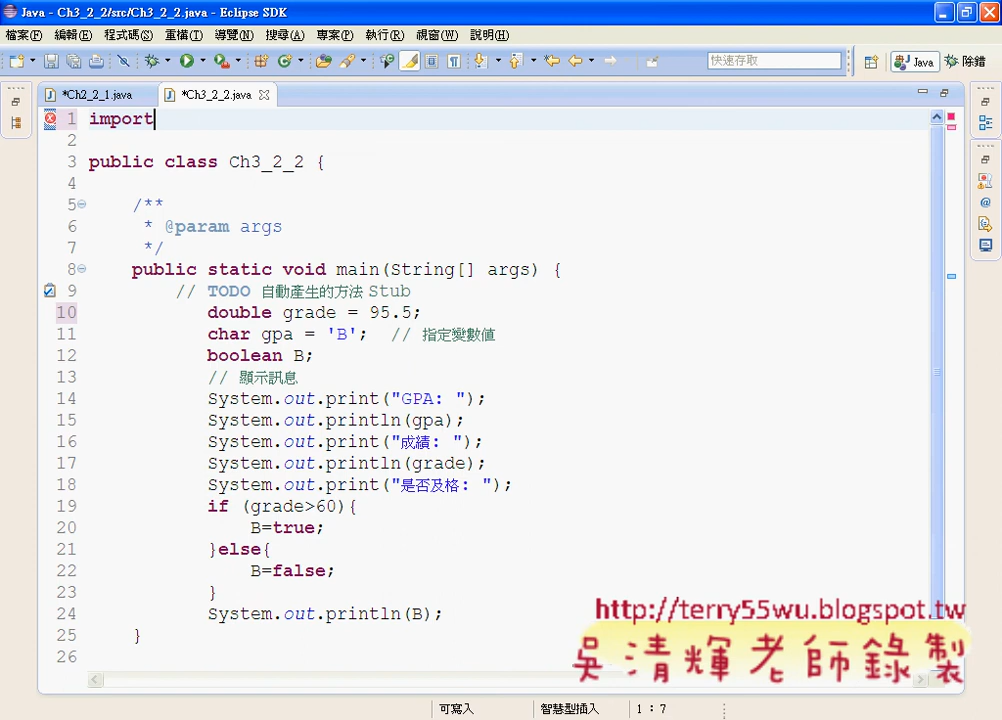 Java - Ch3_2_2/src/Ch3_2_2.java - Eclipse SDK
檔案(F) 編輯(E) 程式碼(S) 重構(T) 導覽(N) 搜尋(A) 專案(P) 執行(R) 視窗(W) 說明(H)
快速存取 Java 除錯
*Ch2_2_1.java *Ch3_2_2.java
1 import
2
3 public class Ch3_2_2 {
4
5 /**
6 * @param args
7 */
8 public static void main(String[] args) {
9 // TODO 自動產生的方法 Stub
10 double grade = 95.5;
11 char gpa = 'B'; // 指定變數值
12 boolean B;
13 // 顯示訊息
14 System.out.print("GPA: ");
15 System.out.println(gpa);
16 System.out.print("成績: ");
17 System.out.println(grade);
18 System.out.print("是否及格: ");
19 if (grade>60){
20 B=true;
21 }else{
22 B=false;
23 }
24 System.out.println(B);
25 }
26
http://terry55wu.blogspot.tw
吳清輝老師錄製
可寫入 智慧型插入 1 : 7